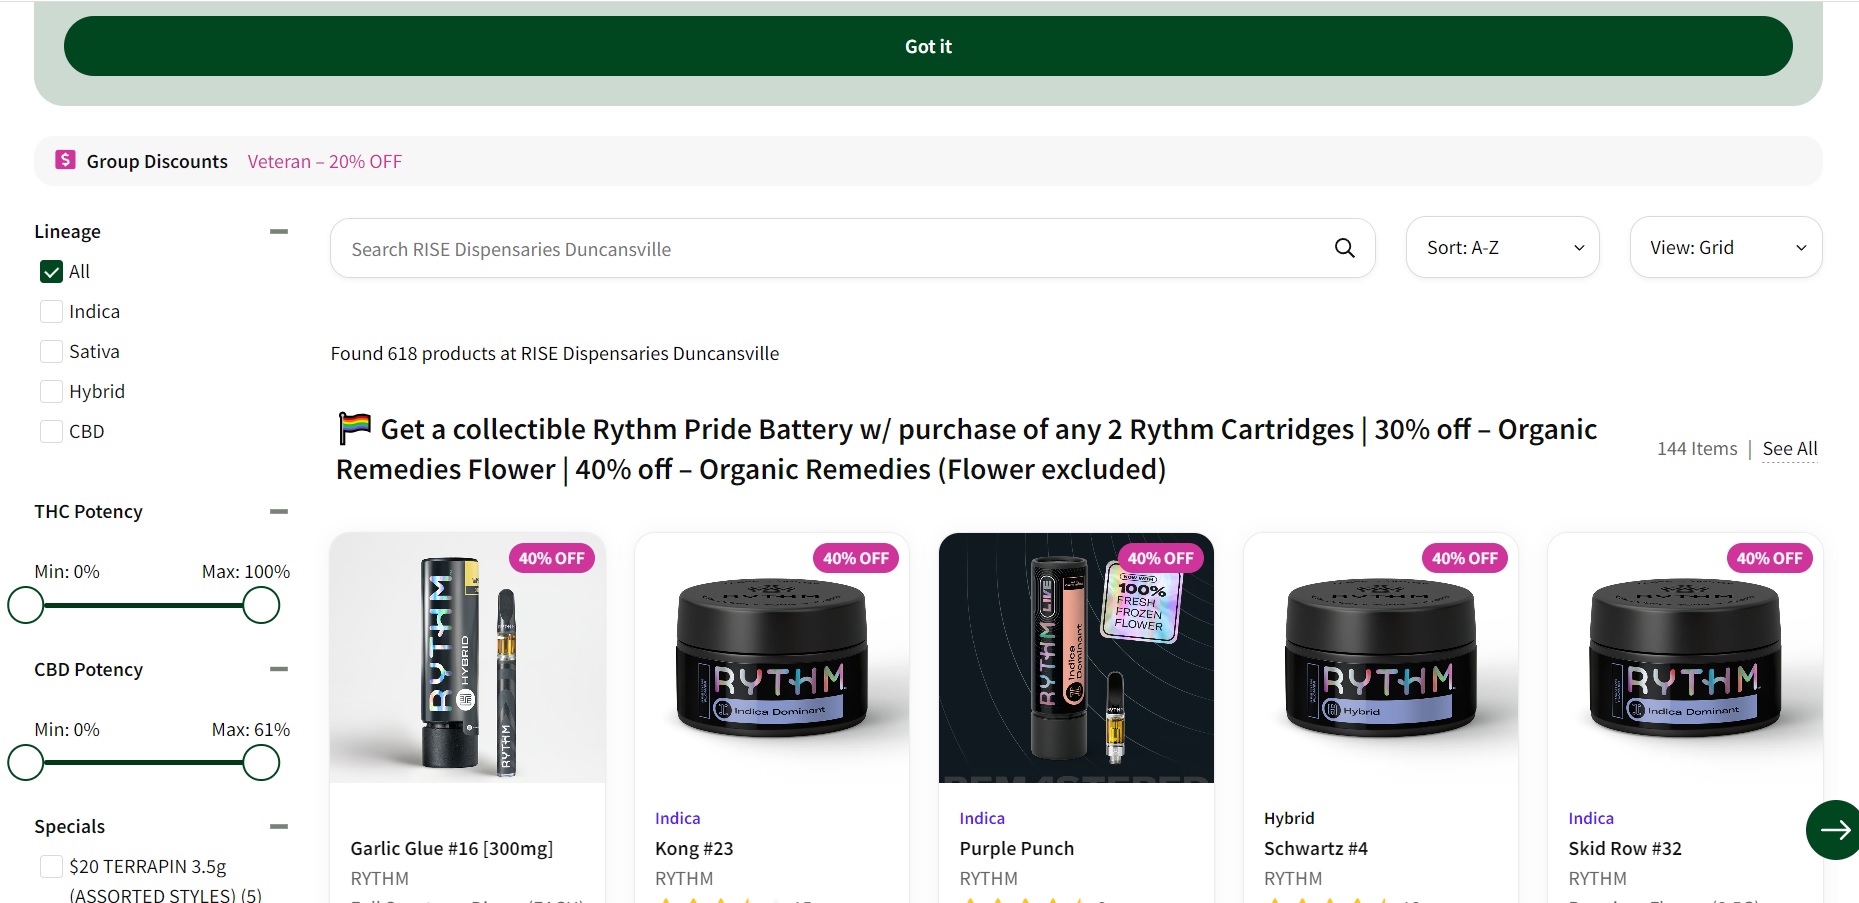 Got it
Group Discounts Veteran – 20% OFF
Lineage
All
Indica
Sativa
Hybrid
CBD
THC Potency
Min: 0% Max: 100%
CBD Potency
Min: 0% Max: 61%
Specials
$20 TERRAPIN 3.5g
(ASSORTED STYLES) (5)
Search RISE Dispensaries Duncansville
Sort: A-Z
View: Grid
Found 618 products at RISE Dispensaries Duncansville
Get a collectible Rythm Pride Battery w/ purchase of any 2 Rythm Cartridges | 30% off – Organic
Remedies Flower | 40% off – Organic Remedies (Flower excluded)
144 Items | See All
40% OFF
RYTHM
HYBRID
RYTHM
Garlic Glue #16 [300mg]
RYTHM
40% OFF
RYTHM
RYTHM
Indica Dominant
Indica
Kong #23
RYTHM
40% OFF
RYTHM LIVE
Indica
Dominant
NOW WITH
100%
FRESH
FROZEN
FLOWER
REMASTERED
Indica
Purple Punch
RYTHM
40% OFF
RYTHM
RYTHM
Hybrid
Hybrid
Schwartz #4
RYTHM
40% OFF
RYTHM
RYTHM
Indica Dominant
Indica
Skid Row #32
RYTHM